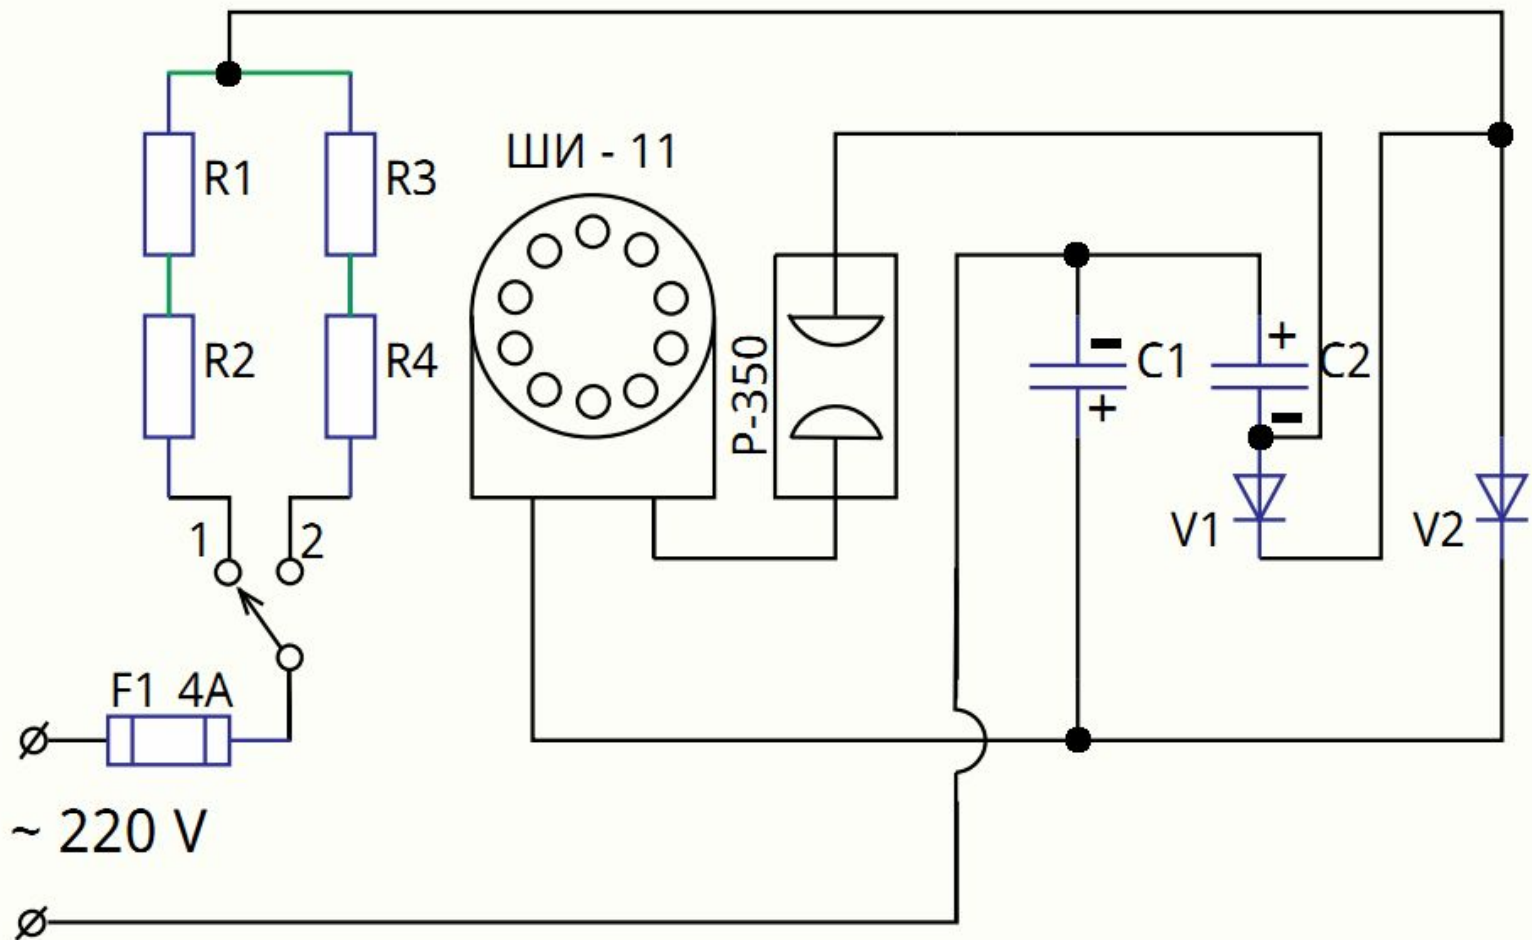 ШИ - 11
R1
R3
R2
R4
P-350
-
+
C1
C2
+
-
1
2
V1
V2
F1 4A
~ 220 V